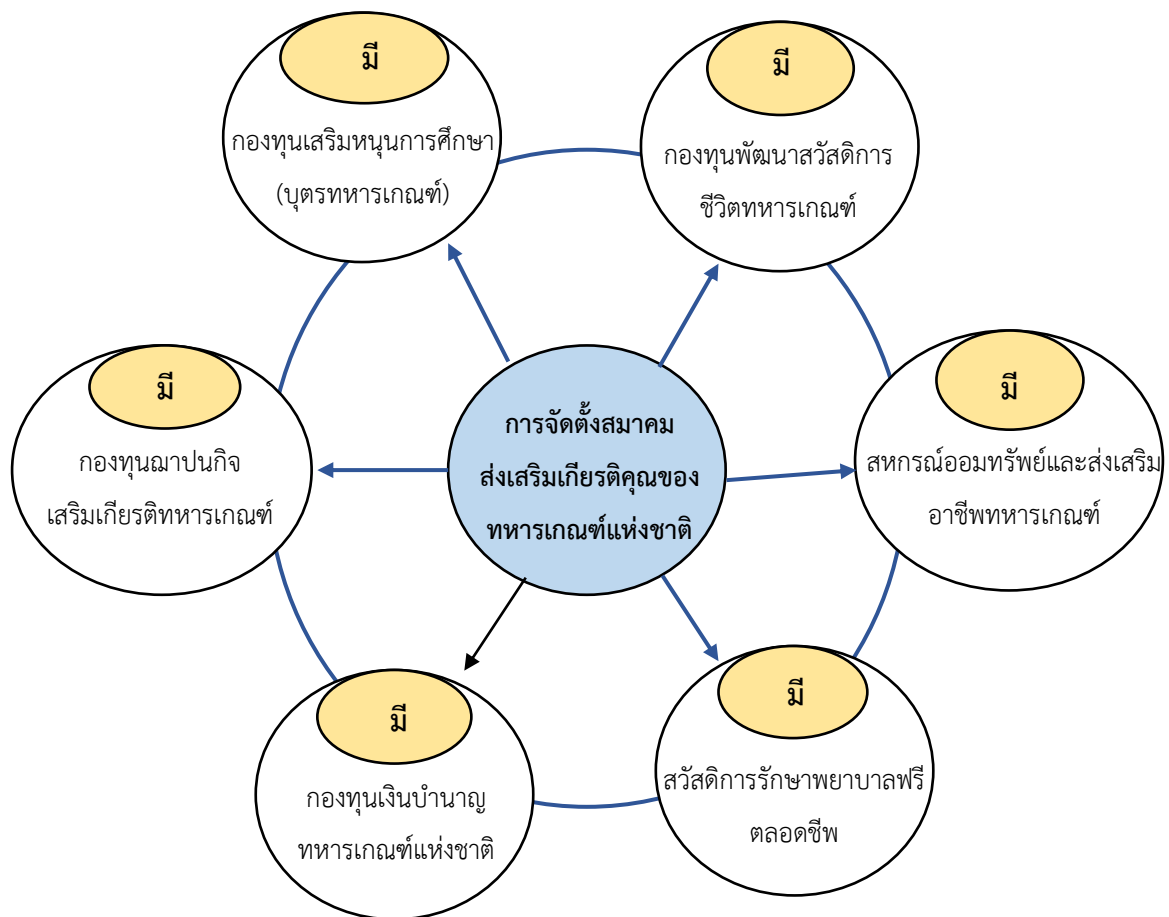 มี
กองทุนเสริมหนุนการศึกษา
(บุตรทหารเกณฑ์)
มี
กองทุนพัฒนาสวัสดิการ
ชีวิตทหารเกณฑ์
มี
กองทุนฌาปนกิจ
เสริมเกียรติทหารเกณฑ์
การจัดตั้งสมาคม
ส่งเสริมเกียรติคุณของ
ทหารเกณฑ์แห่งชาติ
มี
สหกรณ์ออมทรัพย์และส่งเสริม
อาชีพทหารเกณฑ์
มี
กองทุนเงินบำนาญ
ทหารเกณฑ์แห่งชาติ
มี
สวัสดิการรักษาพยาบาลฟรี
ตลอดชีพ